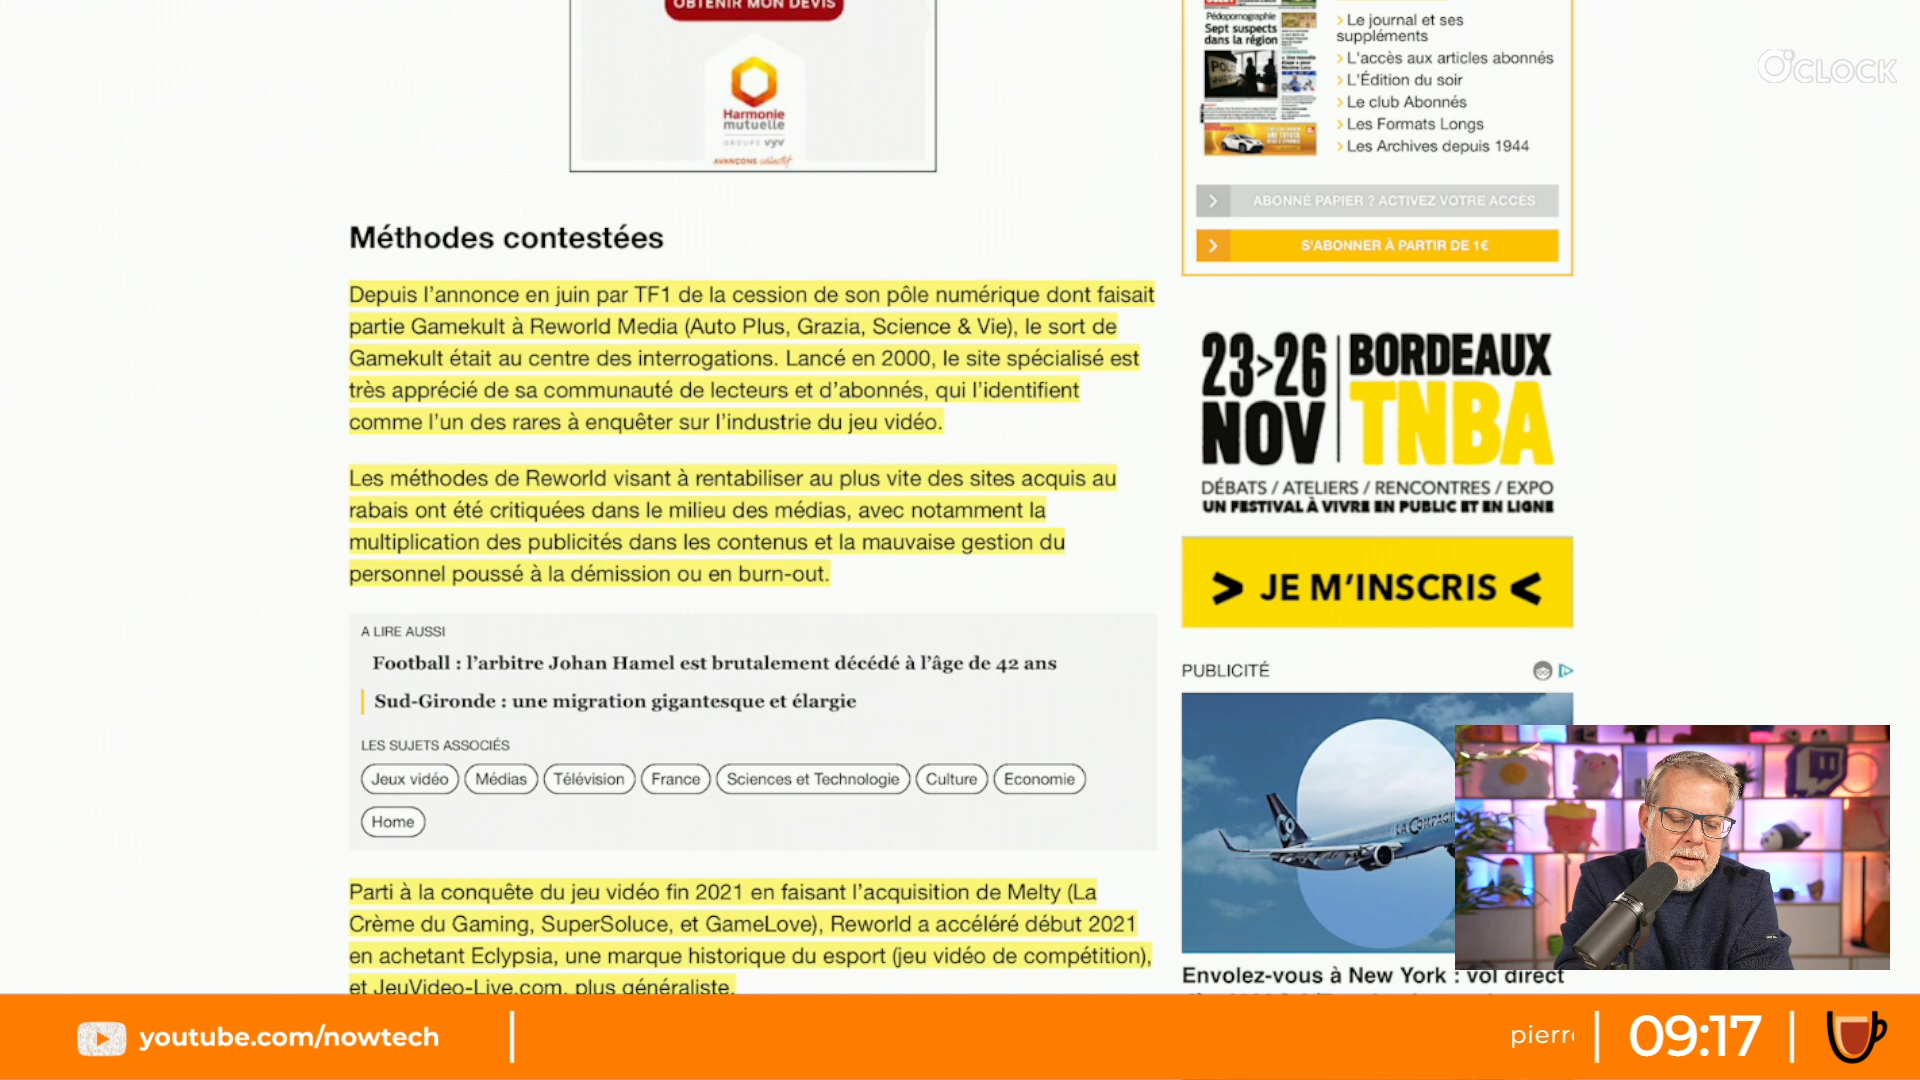 OBTENIR MON DEVIS
Harmonie
mutuelle
GROUPE vyv
AVANÇONS collectif
Méthodes contestées
Depuis l’annonce en juin par TF1 de la cession de son pôle numérique dont faisait
partie Gamekult à Reworld Media (Auto Plus, Grazia, Science & Vie), le sort de
Gamekult était au centre des interrogations. Lancé en 2000, le site spécialisé est
très apprécié de sa communauté de lecteurs et d’abonnés, qui l’identifient
comme l’un des rares à enquêter sur l’industrie du jeu vidéo.
Les méthodes de Reworld visant à rentabiliser au plus vite des sites acquis au
rabais ont été critiquées dans le milieu des médias, avec notamment la
multiplication des publicités dans les contenus et la mauvaise gestion du
personnel poussé à la démission ou en burn-out.
A LIRE AUSSI
Football : l’arbitre Johan Hamel est brutalement décédé à l’âge de 42 ans
Sud-Gironde : une migration gigantesque et élargie
LES SUJETS ASSOCIÉS
Jeux vidéo Médias Télévision France Sciences et Technologie Culture Economie
Home
Parti à la conquête du jeu vidéo fin 2021 en faisant l’acquisition de Melty (La
Crème du Gaming, SuperSoluce, et GameLove), Reworld a accéléré début 2021
en achetant Eclypsia, une marque historique du esport (jeu vidéo de compétition),
et JeuVideo-Live.com, plus généraliste.
Pédopornographie
Sept suspects
dans la région
> Le journal et ses
suppléments
> L'accès aux articles abonnés
> L'Édition du soir
> Le club Abonnés
> Les Formats Longs
> Les Archives depuis 1944
> ABONNÉ PAPIER ? ACTIVEZ VOTRE ACCÈS
> S'ABONNER À PARTIR DE 1€
O'CLOCK
23>26 BORDEAUX
NOV TNBA
DÉBATS / ATELIERS / RENCONTRES / EXPO
UN FESTIVAL À VIVRE EN PUBLIC ET EN LIGNE
> JE M’INSCRIS <
PUBLICITÉ
LA COMPAGN
Envolez-vous à New York : vol direct
youtube.com/nowtech
pierre
09:17